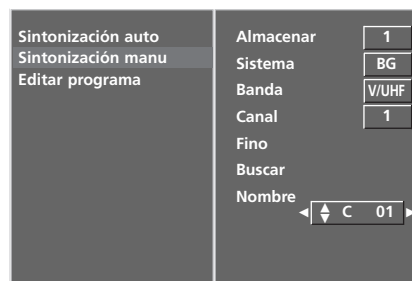 Sintonización auto
Sintonización manu
Editar programa
Almacenar 1
Sistema BG
Banda V/UHF
Canal 1
Fino
Buscar
Nombre
C 01